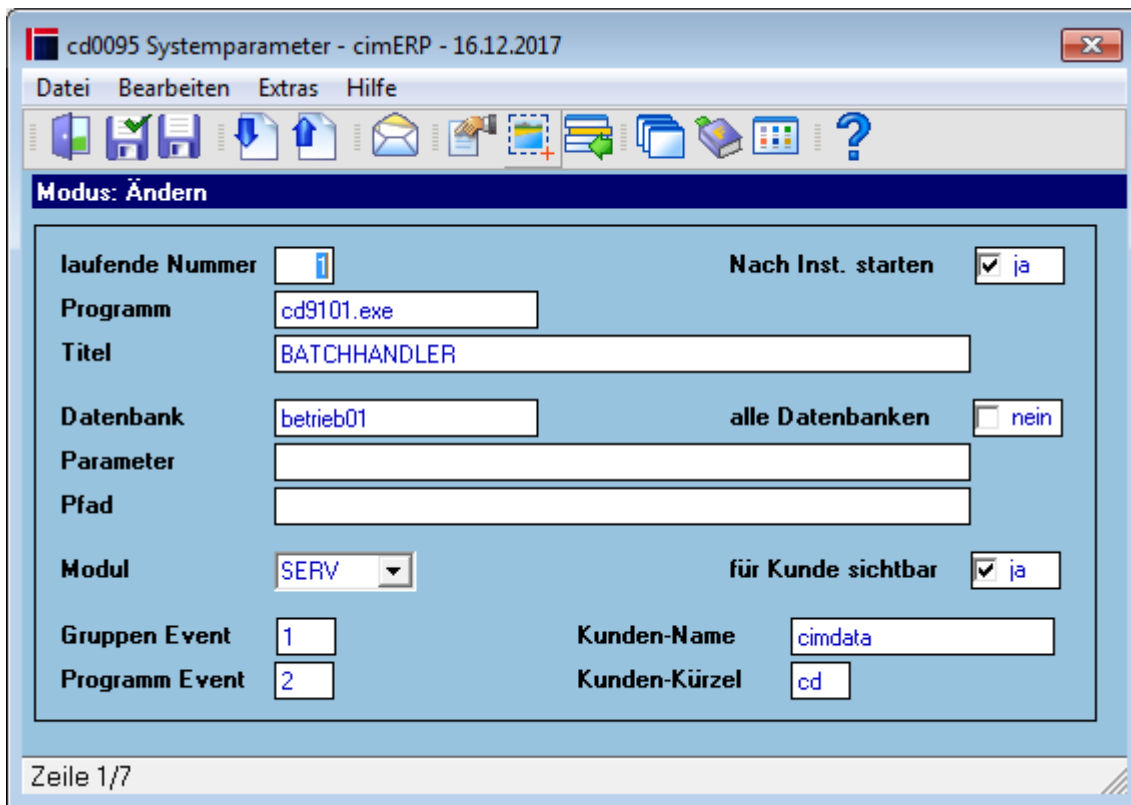 cd0095 Systemparameter - cimERP - 16.12.2017
Datei Bearbeiten Extras Hilfe
Modus: Ändern
laufende Nummer 1 Nach Inst. starten ja
Programm cd9101.exe
Titel BATCHHANDLER
Datenbank betrieb01 alle Datenbanken nein
Parameter
Pfad
Modul SERV für Kunde sichtbar ja
Gruppen Event 1 Kunden-Name cimdata
Programm Event 2 Kunden-Kürzel cd
Zeile 1/7